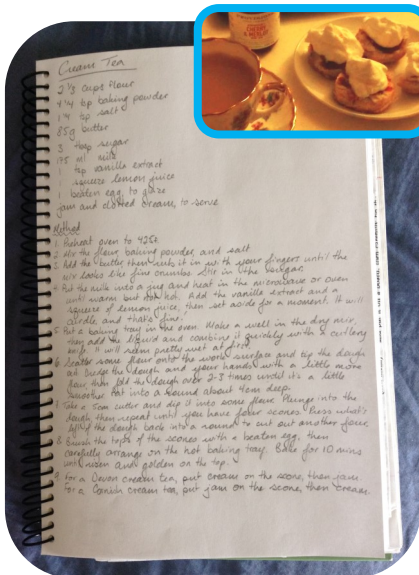 Cream Tea
2 1/3 cups flour
4 1/4 tsp baking powder
1/4 tsp salt
85g butter
3 tbsp sugar
175 ml milk
1 tsp vanilla extract
squeeze lemon juice
1 beaten egg, to glaze
jam and clotted cream, to serve
Method
1. Preheat oven to 425f.
2. Mix the flour, baking powder, and salt
3. Add the butter, then rub it in with your fingers until the
mix looks like fine crumbs. Stir in the sugar.
4. Put the milk into a jug and heat in the microwave or oven
until warm but not hot. Add the vanilla extract and a
squeeze of lemon juice, then set aside for a moment. It will
curdle, and that's fine.
5. Put a baking tray in the oven. Make a well in the dry mix,
then add the liquid and combine it quickly with a cutlery
knife. It will seem pretty wet at first.
6. Scatter some flour onto the work surface and tip the dough
out. Dredge the dough and your hands with a little more
flour then fold the dough over 2-3 times until it's a little
smoother. Pat into a round about 4cm deep.
7. Take a 5cm cutter and dip it into some flour. Plunge into the
dough, then repeat until you have four scones. Press what's
left of the dough back into a round to cut out another four.
8. Brush the tops of the scones with a beaten egg, then
carefully arrange on the hot baking tray. Bake for 10 mins
until risen and golden on the top.
9. For a Devon cream tea, put cream on the scone, then jam.
For a Cornish cream tea, put jam on the scone, then cream.
CHERRY